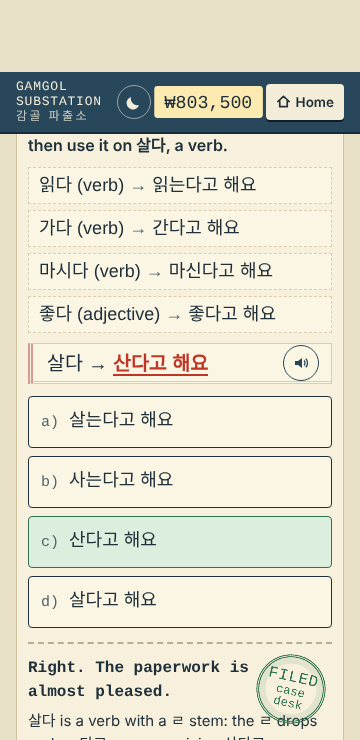 GAMGOL
SUBSTATION
감골 파출소
₩803,500
Home
then use it on 살다, a verb.
읽다 (verb) → 읽는다고 해요
가다 (verb) → 간다고 해요
마시다 (verb) → 마신다고 해요
좋다 (adjective) → 좋다고 해요
살다 → 산다고 해요
a) 살는다고 해요
b) 사는다고 해요
c) 산다고 해요
d) 살다고 해요
Right. The paperwork is
almost pleased.
FILED
case
desk
살다 is a verb with a ㄹ stem: the ㄹ drops